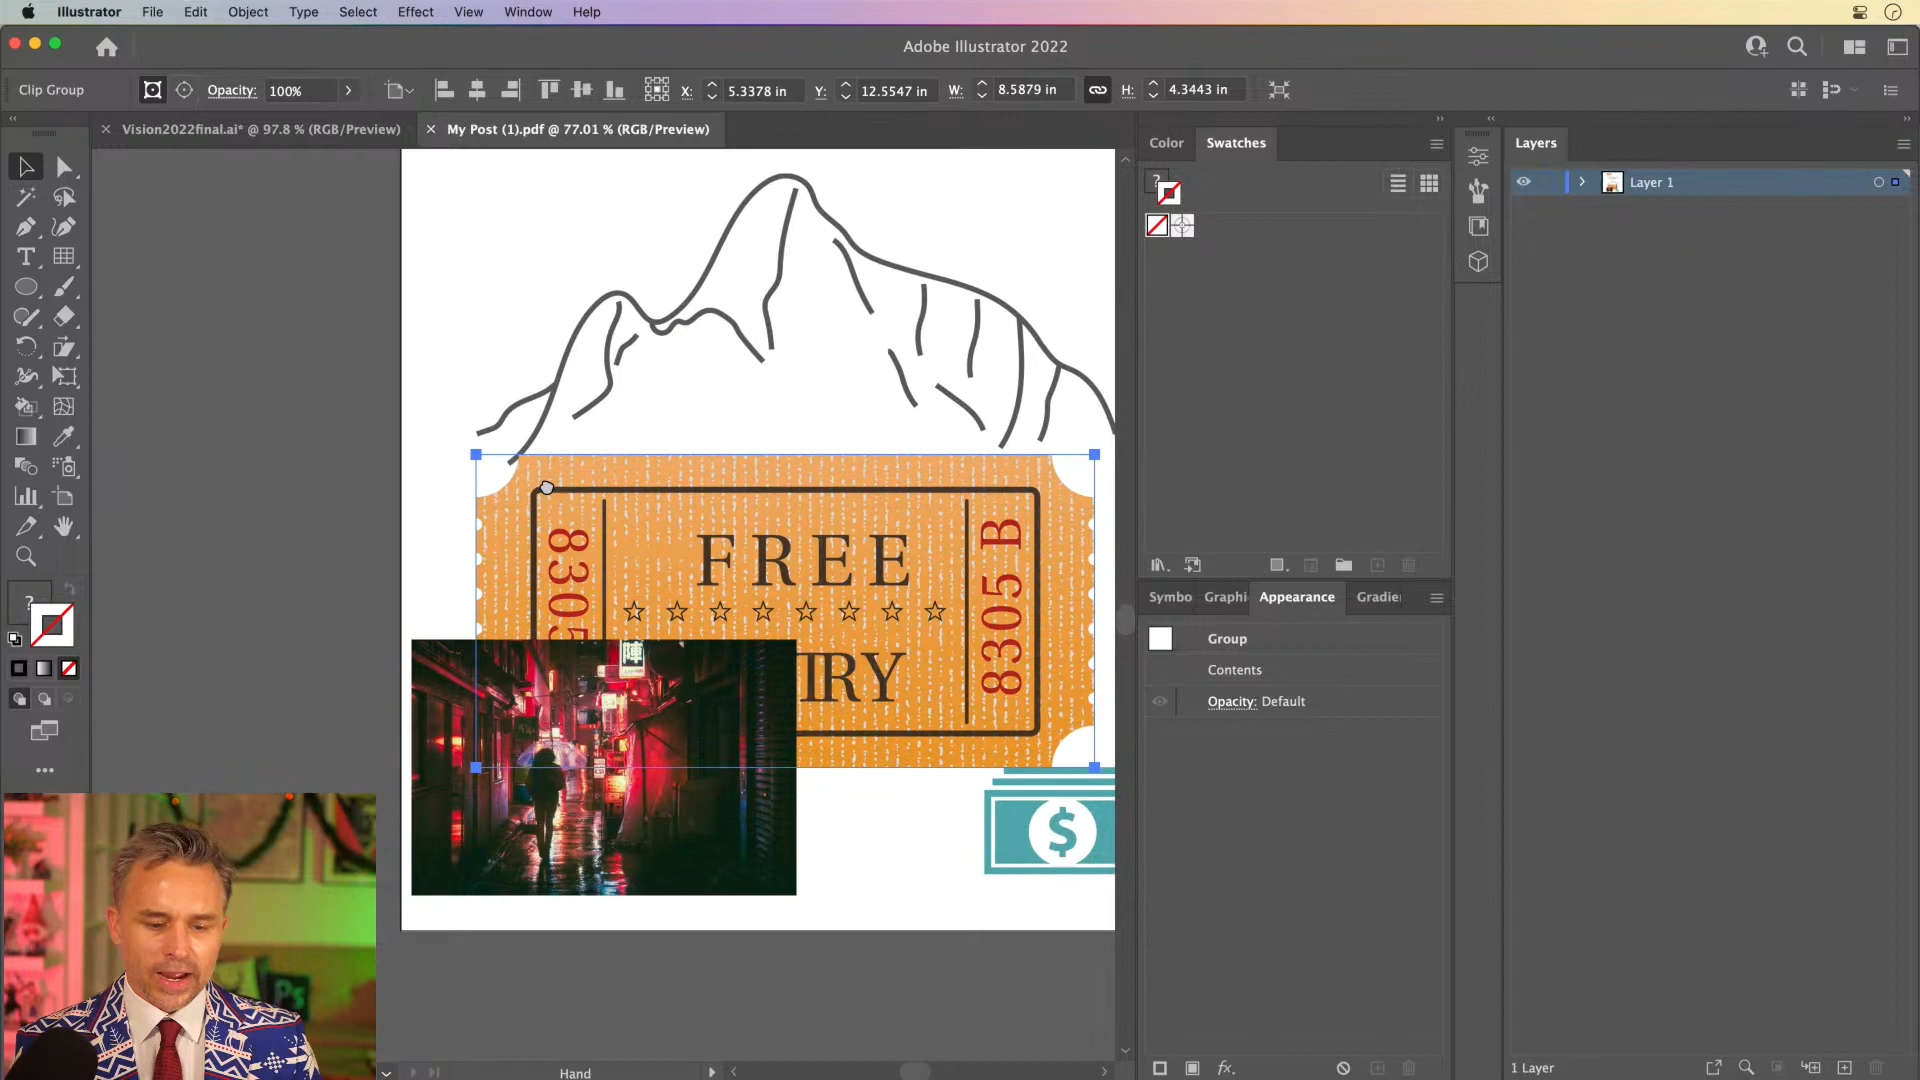 Illustrator File Edit Object Type Select Effect View Window Help
Adobe Illustrator 2022
Clip Group Opacity: 100% X: 5.3378 in Y: 12.5547 in W: 8.5879 in H: 4.3443 in
Vision2022final.ai* @ 97.8 % (RGB/Preview) My Post (1).pdf @ 77.01 % (RGB/Preview)
Color Swatches
Layers
Layer 1
FREE
8305 B
IRY
陣
$
Symbo Graphi Appearance Gradie
Group
Contents
Opacity: Default
Ps
Hand
1 Layer